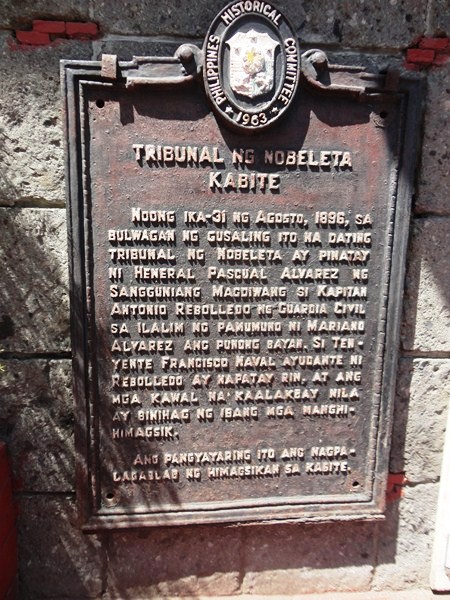 PHILIPPINES HISTORICAL COMMITTEE
1963
TRIBUNAL NG NOBELETA
KABITE
NOONG IKA-31 NG AGOSTO, 1896, SA
BULWAGAN NG GUSALING ITO NA DATING
TRIBUNAL NG NOBELETA AY PINATAY
NI HENERAL PASCUAL ALVAREZ NG
SANGGUNIANG MAGDIWANG SI KAPITAN
ANTONIO REBOLLEDO NG GUARDIA CIVIL
SA ILALIM NG PAMUMUNO NI MARIANO
ALVAREZ ANG PUNONG BAYAN. SI TEN-
YENTE FRANCISCO NAVAL AYUDANTE NI
REBOLLEDO AY NAPATAY RIN. AT ANG
MGA KAWAL NA KAALAKBAY NILA
AY BINIHAG NG IBANG MGA MANGHI-
HIMAGSIK.
ANG PANGYAYARING ITO ANG NAGPA-
LAGABLAB NG HIMAGSIKAN SA KABITE.